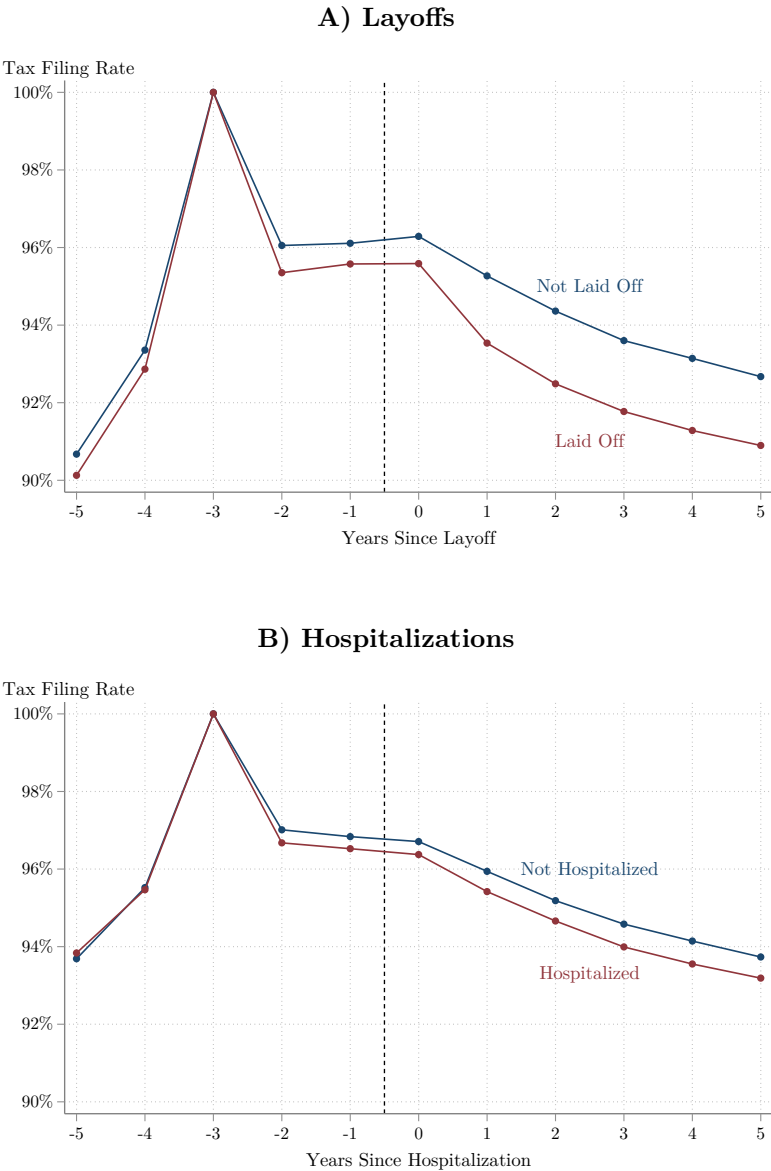 A) Layoffs
Tax Filing Rate
100%
98%
96%
94%
92%
90%
Not Laid Off
Laid Off
-5 -4 -3 -2 -1 0 1 2 3 4 5
Years Since Layoff
B) Hospitalizations
Tax Filing Rate
100%
98%
96%
94%
92%
90%
Not Hospitalized
Hospitalized
-5 -4 -3 -2 -1 0 1 2 3 4 5
Years Since Hospitalization